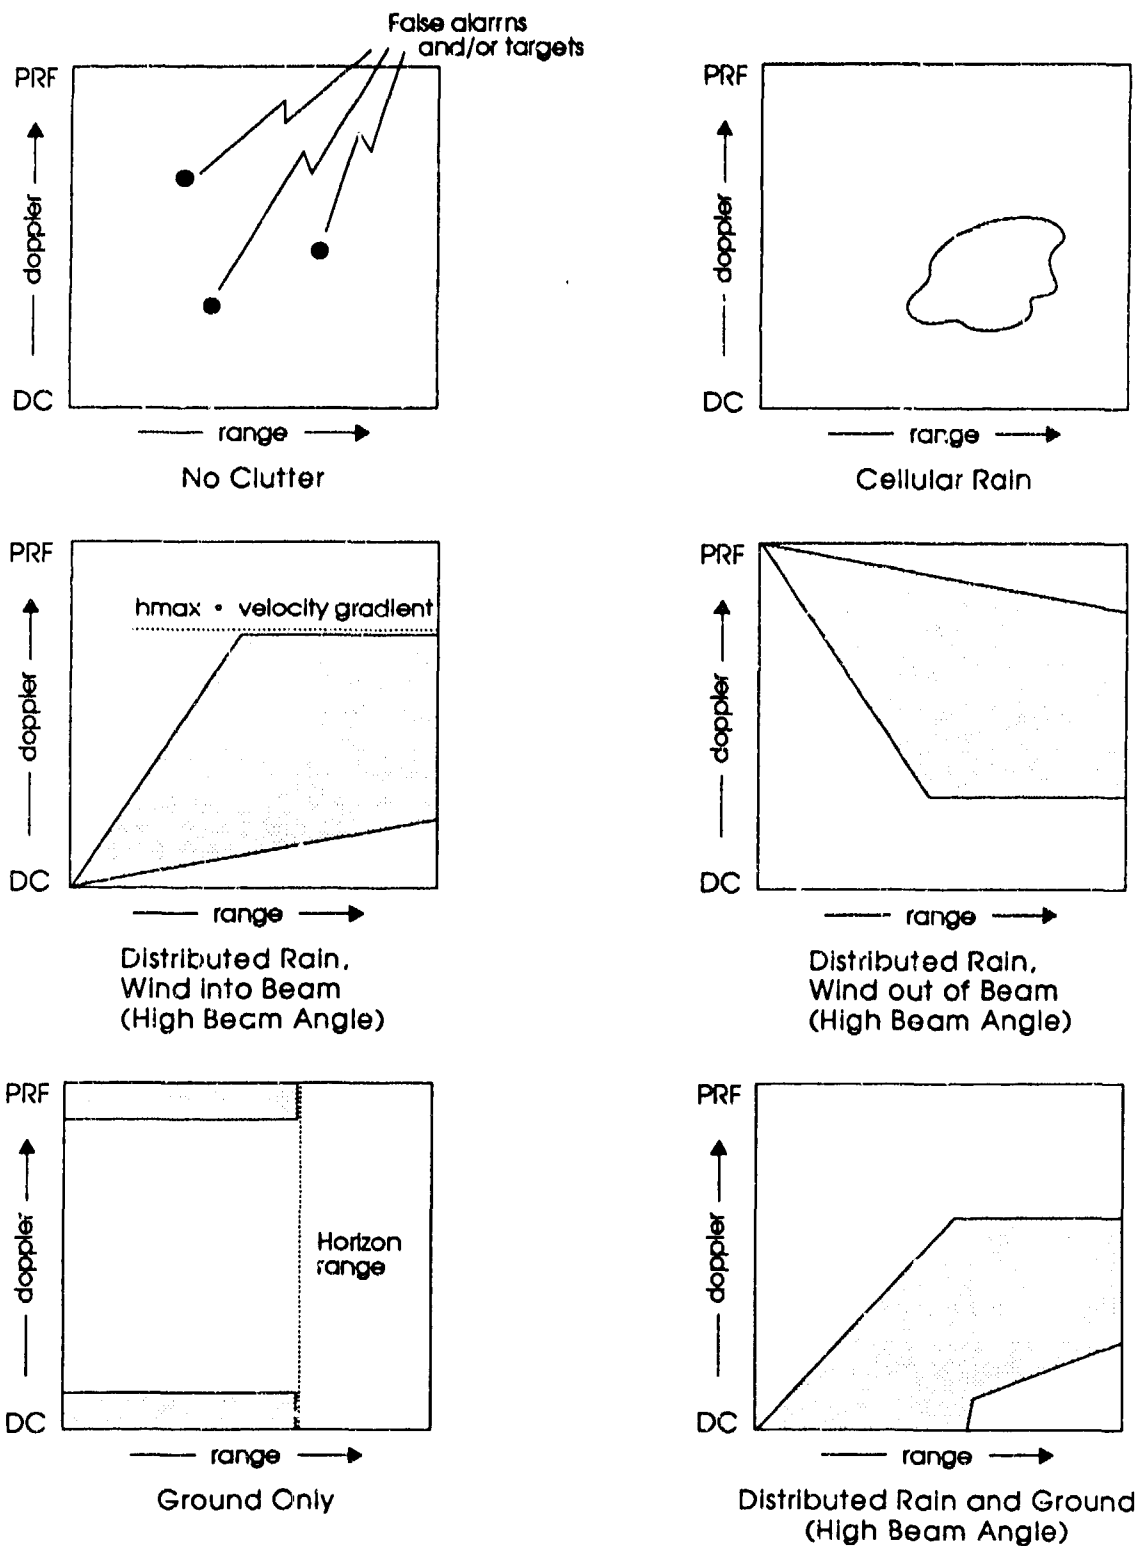 False alarms
and/or targets
PRF
doppler
DC
range
No Clutter
PRF
doppler
DC
range
Cellular Rain
PRF
hmax • velocity gradient
doppler
DC
range
Distributed Rain,
Wind into Beam
(High Beam Angle)
PRF
doppler
DC
range
Distributed Rain,
Wind out of Beam
(High Beam Angle)
PRF
doppler
Horizon
range
DC
range
Ground Only
PRF
doppler
DC
range
Distributed Rain and Ground
(High Beam Angle)